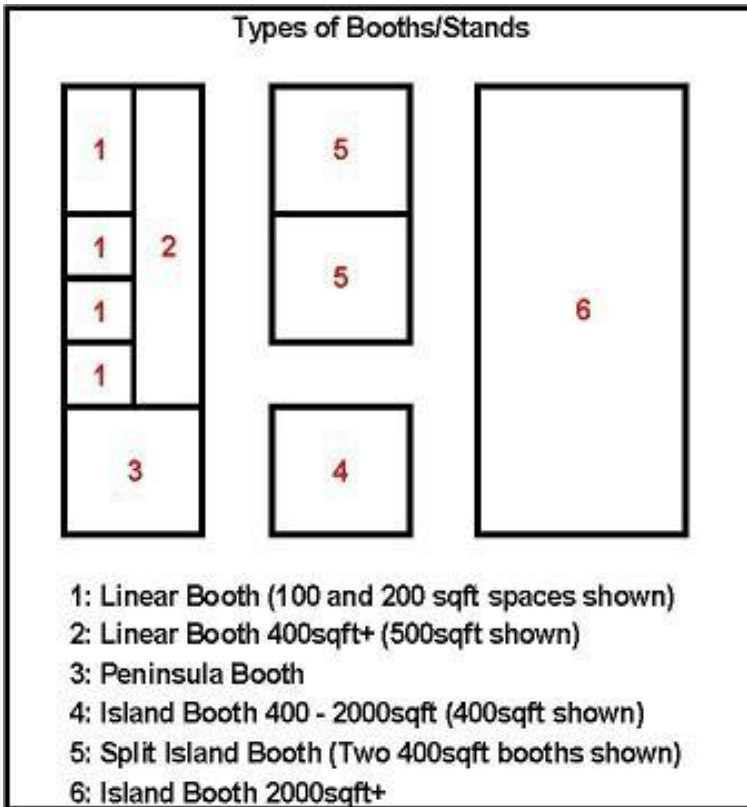 Types of Booths/Stands
1
5
1
2
5
1
6
1
3
4
1: Linear Booth (100 and 200 sqft spaces shown)
2: Linear Booth 400sqft+ (500sqft shown)
3: Peninsula Booth
4: Island Booth 400 - 2000sqft (400sqft shown)
5: Split Island Booth (Two 400sqft booths shown)
6: Island Booth 2000sqft+